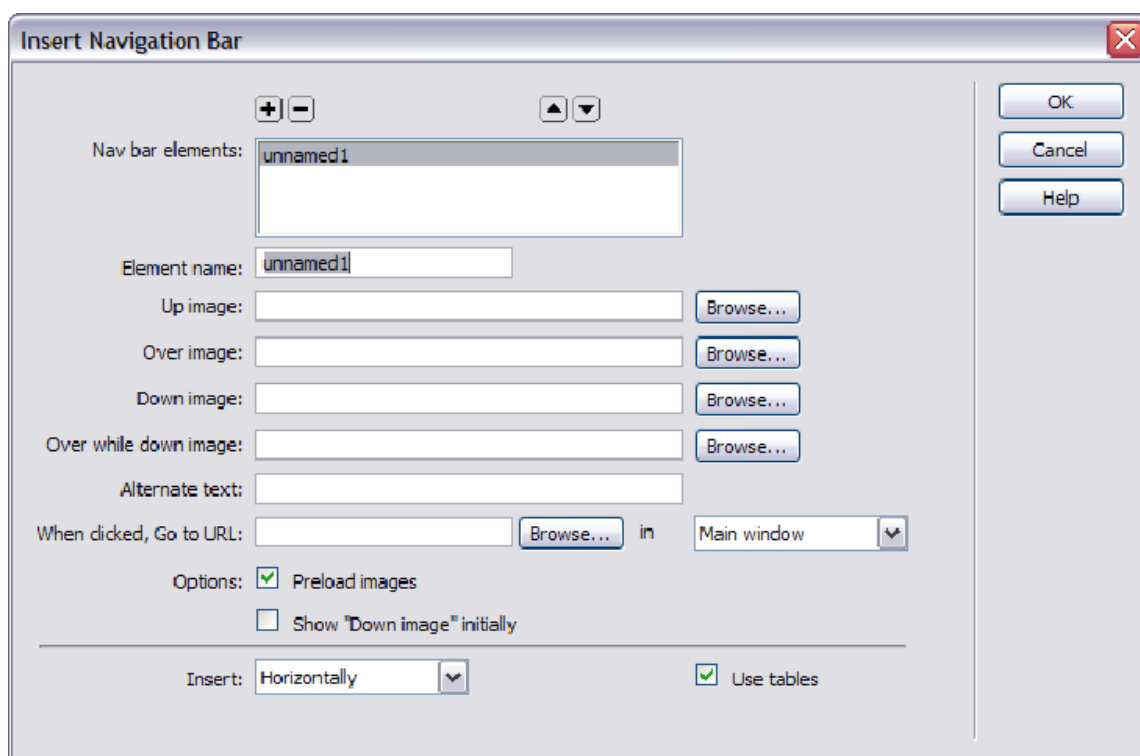 Insert Navigation Bar
OK
Nav bar elements: unnamed1
Cancel
Help
Element name: unnamed1
Up image: Browse...
Over image: Browse...
Down image: Browse...
Over while down image: Browse...
Alternate text:
When clicked, Go to URL: Browse... in Main window
Options: Preload images
Show "Down image" initially
Insert: Horizontally Use tables